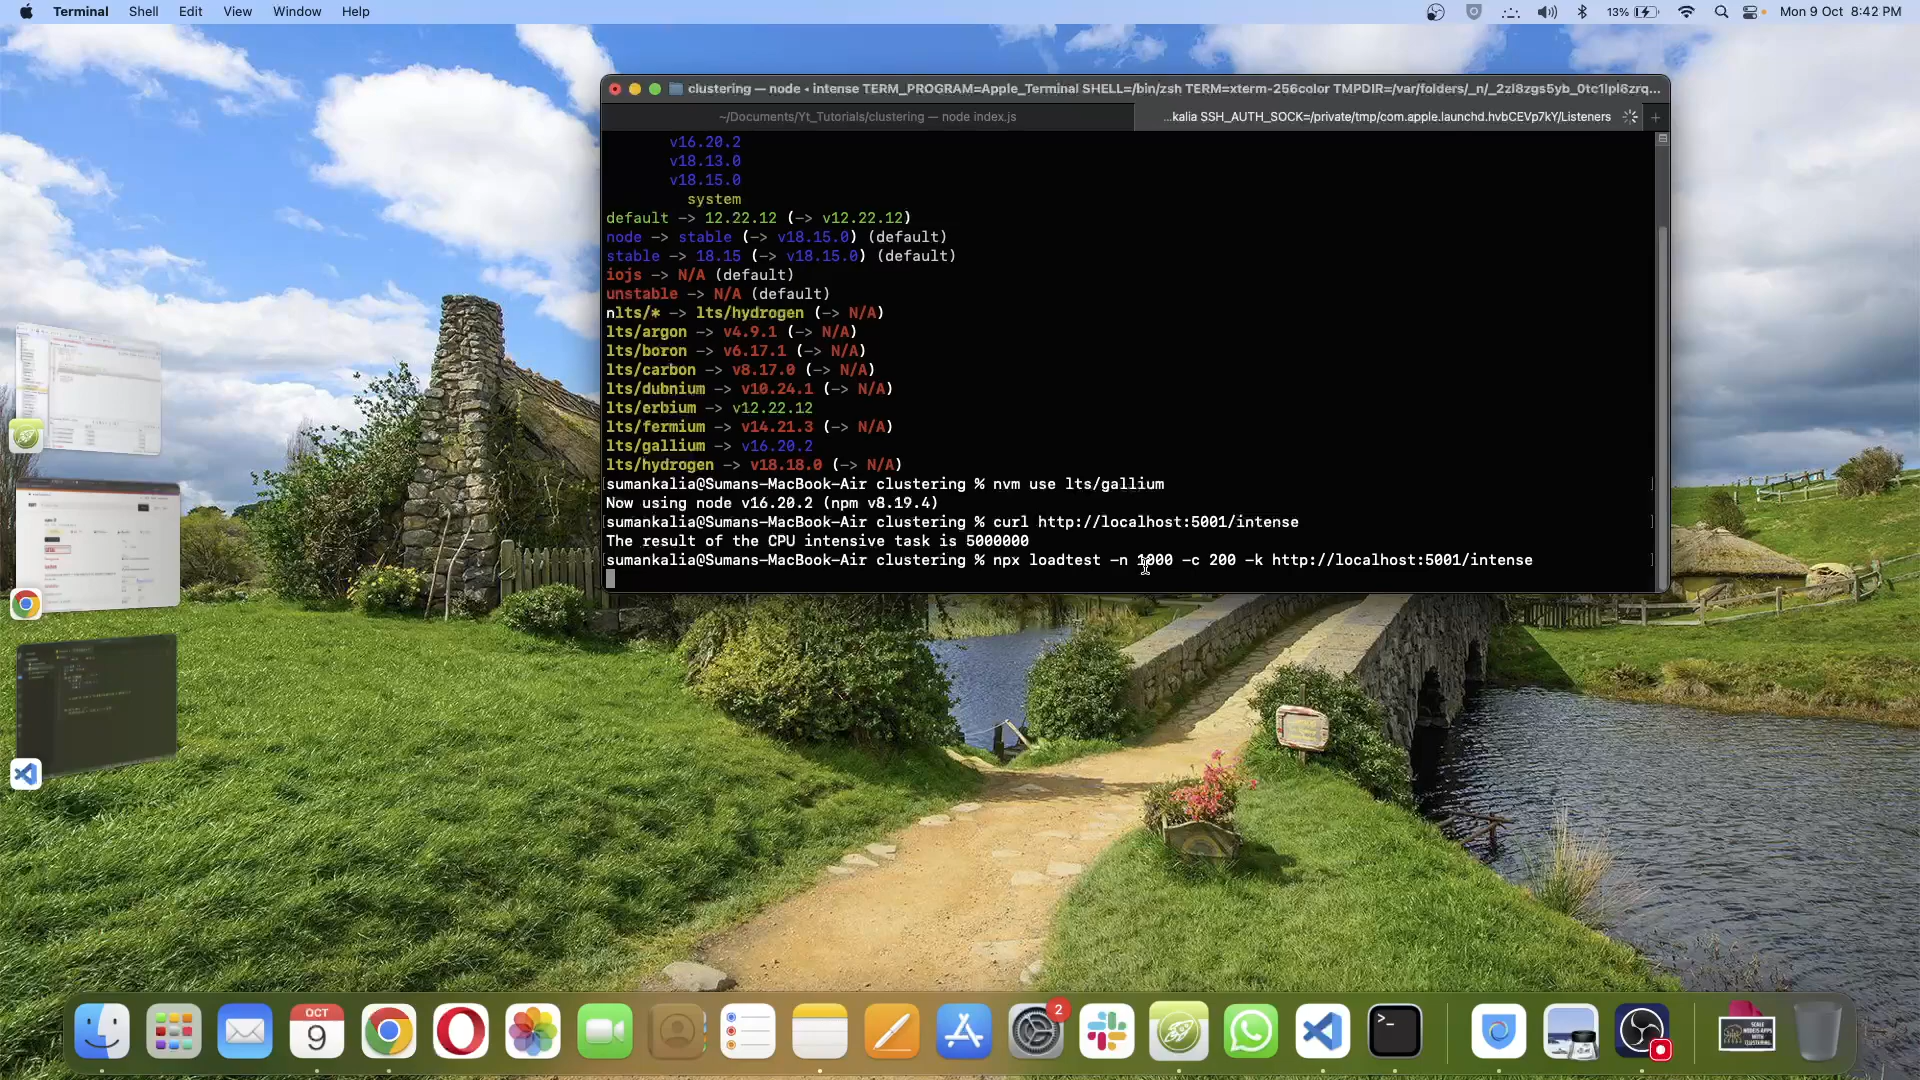 Terminal Shell Edit View Window Help 13% Mon 9 Oct 8:42 PM
clustering — node ◂ intense TERM_PROGRAM=Apple_Terminal SHELL=/bin/zsh TERM=xterm-256color TMPDIR=/var/folders/_n/_2zl8zgs5yb_0tc1lpl6zrq...
~/Documents/Yt_Tutorials/clustering — node index.js
...kalia SSH_AUTH_SOCK=/private/tmp/com.apple.launchd.hvbCEVp7kY/Listeners
v16.20.2
v18.13.0
v18.15.0
system
default -> 12.22.12 (-> v12.22.12)
node -> stable (-> v18.15.0) (default)
stable -> 18.15 (-> v18.15.0) (default)
iojs -> N/A (default)
unstable -> N/A (default)
nlts/* -> lts/hydrogen (-> N/A)
lts/argon -> v4.9.1 (-> N/A)
lts/boron -> v6.17.1 (-> N/A)
lts/carbon -> v8.17.0 (-> N/A)
lts/dubnium -> v10.24.1 (-> N/A)
lts/erbium -> v12.22.12
lts/fermium -> v14.21.3 (-> N/A)
lts/gallium -> v16.20.2
lts/hydrogen -> v18.18.0 (-> N/A)
[sumankalia@Sumans-MacBook-Air clustering % nvm use lts/gallium ]
Now using node v16.20.2 (npm v8.19.4)
[sumankalia@Sumans-MacBook-Air clustering % curl http://localhost:5001/intense ]
The result of the CPU intensive task is 5000000
[sumankalia@Sumans-MacBook-Air clustering % npx loadtest -n 1000 -c 200 -k http://localhost:5001/intense ]
OCT
9
2
SCALE
NODEJS APPS
WITH
CLUSTERING